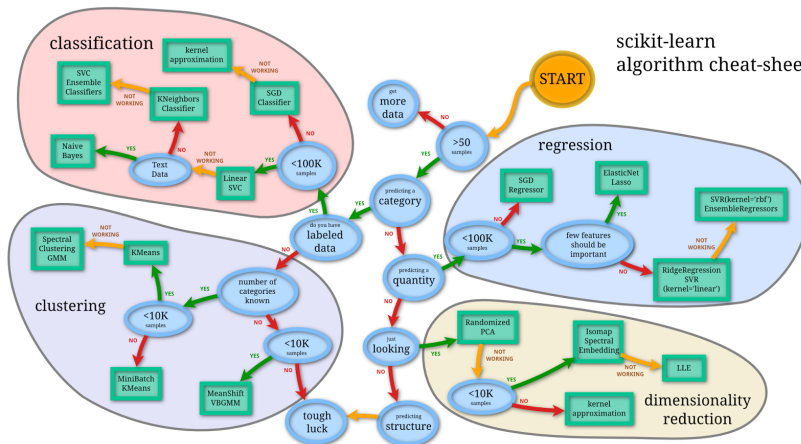 scikit-learn
algorithm cheat-shee
START
classification
kernel
approximation
NOT
WORKING
SVC
Ensemble
Classifiers
NOT
WORKING
KNeighbors
Classifier
SGD
Classifier
NO
Naive
Bayes
YES
Text
Data
NO
NOT
WORKING
Linear
SVC
YES
<100K
samples
YES
get
more
data
NO
>50
samples
YES
predicting a
category
YES
do you have
labeled
data
NO
NO
predicting a
quantity
YES
NO
regression
SGD
Regressor
NO
<100K
samples
YES
ElasticNet
Lasso
YES
few features
should be
important
NO
SVR(kernel='rbf')
EnsembleRegressors
NOT
WORKING
RidgeRegression
SVR
(kernel='linear')
clustering
Spectral
Clustering
GMM
NOT
WORKING
KMeans
YES
number of
categories
known
YES
NO
<10K
samples
NO
MiniBatch
KMeans
<10K
samples
YES
NO
MeanShift
VBGMM
just
looking
YES
NO
predicting
structure
tough
luck
dimensionality
reduction
Randomized
PCA
NOT
WORKING
<10K
samples
YES
NO
Isomap
Spectral
Embedding
NOT
WORKING
LLE
kernel
approximation